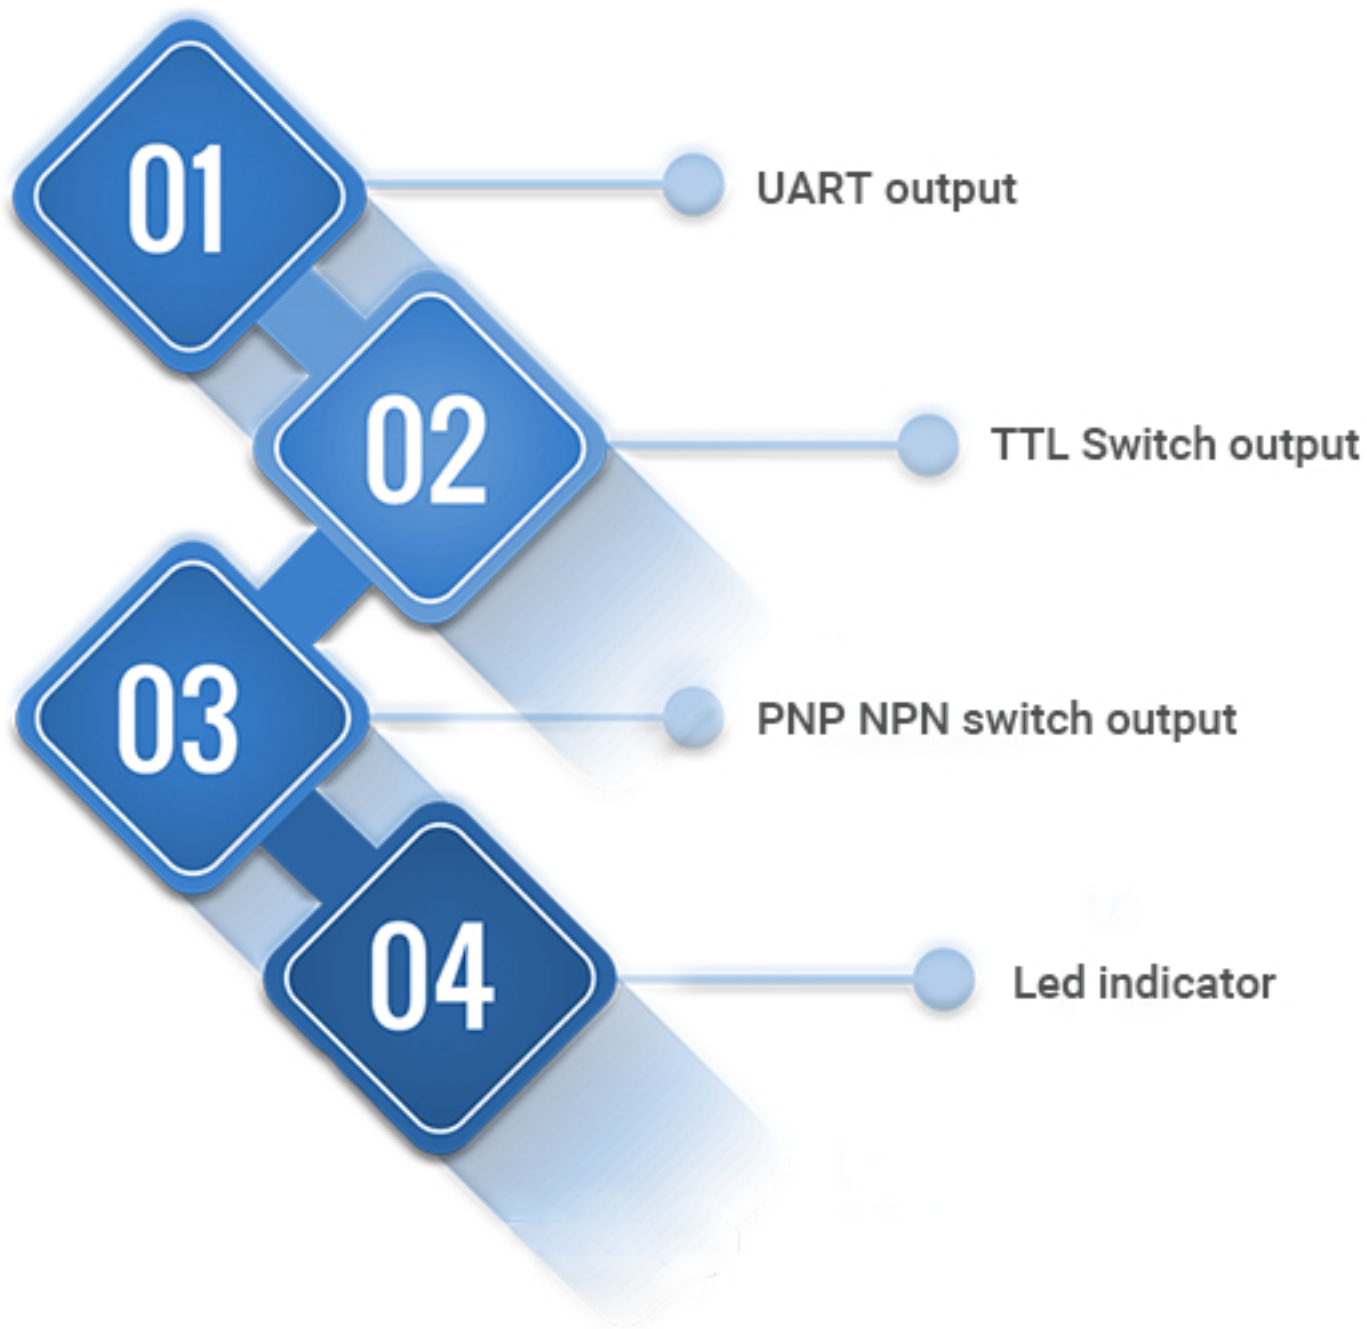 01
UART output
02
TTL Switch output
03
PNP NPN switch output
04
Led indicator